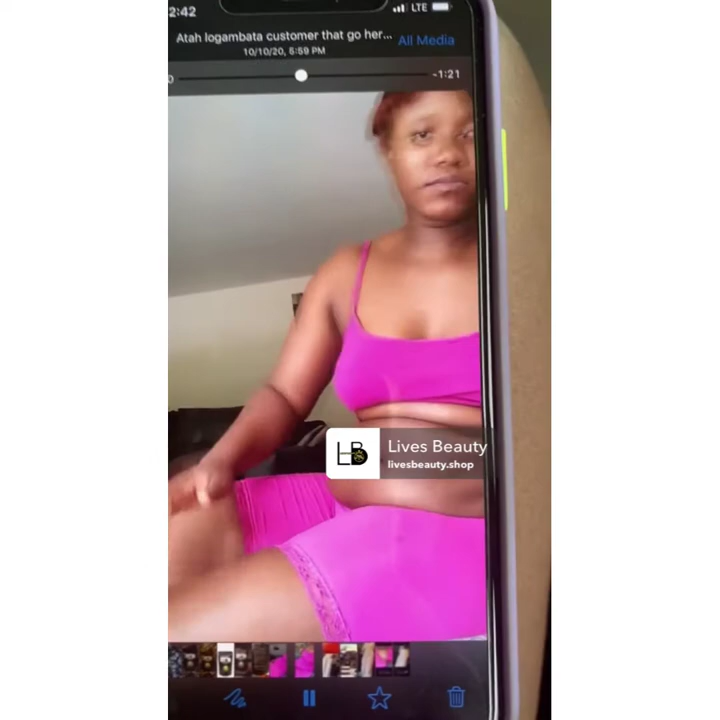 2:42 LTE
Atah logambata customer that go her...
All Media
10/10/20, 5:59 PM
-1:21
LB
Lives Beauty
livesbeauty.shop